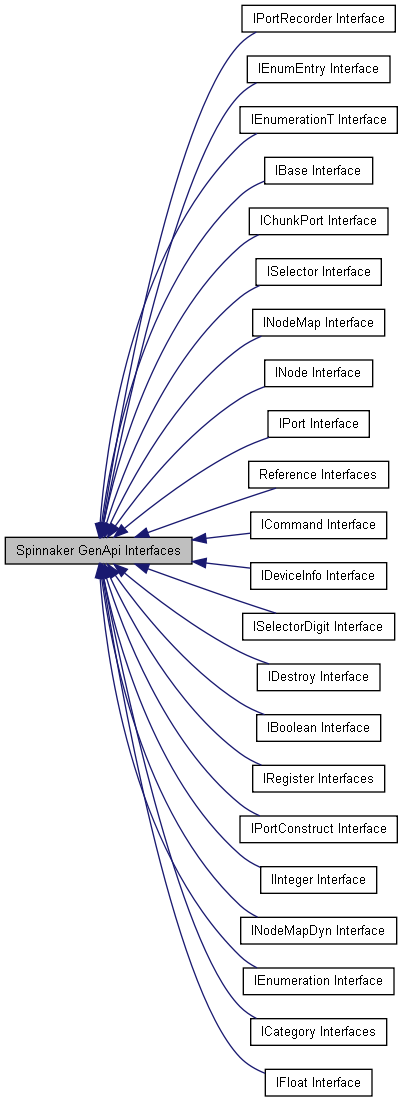 IPortRecorder Interface
IEnumEntry Interface
IEnumerationT Interface
IBase Interface
IChunkPort Interface
ISelector Interface
INodeMap Interface
INode Interface
IPort Interface
Reference Interfaces
ICommand Interface
Spinnaker GenApi Interfaces
IDeviceInfo Interface
ISelectorDigit Interface
IDestroy Interface
IBoolean Interface
IRegister Interfaces
IPortConstruct Interface
IInteger Interface
INodeMapDyn Interface
IEnumeration Interface
ICategory Interfaces
IFloat Interface